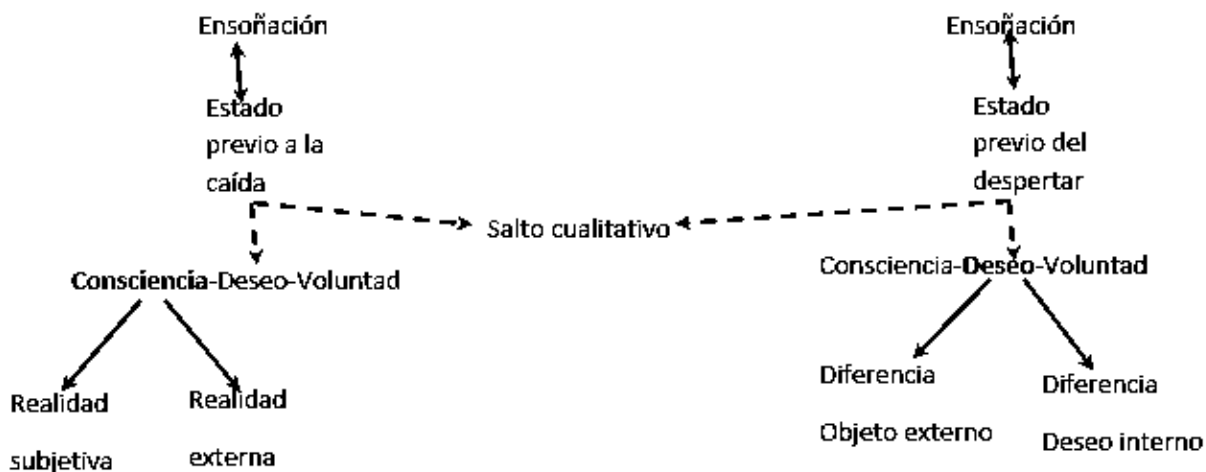 Ensoñación
Estado
previo a la
caída
Consciencia-Deseo-Voluntad
Realidad
subjetiva
Realidad
externa
Salto cualitativo
Ensoñación
Estado
previo del
despertar
Consciencia-Deseo-Voluntad
Diferencia
Objeto externo
Diferencia
Deseo interno